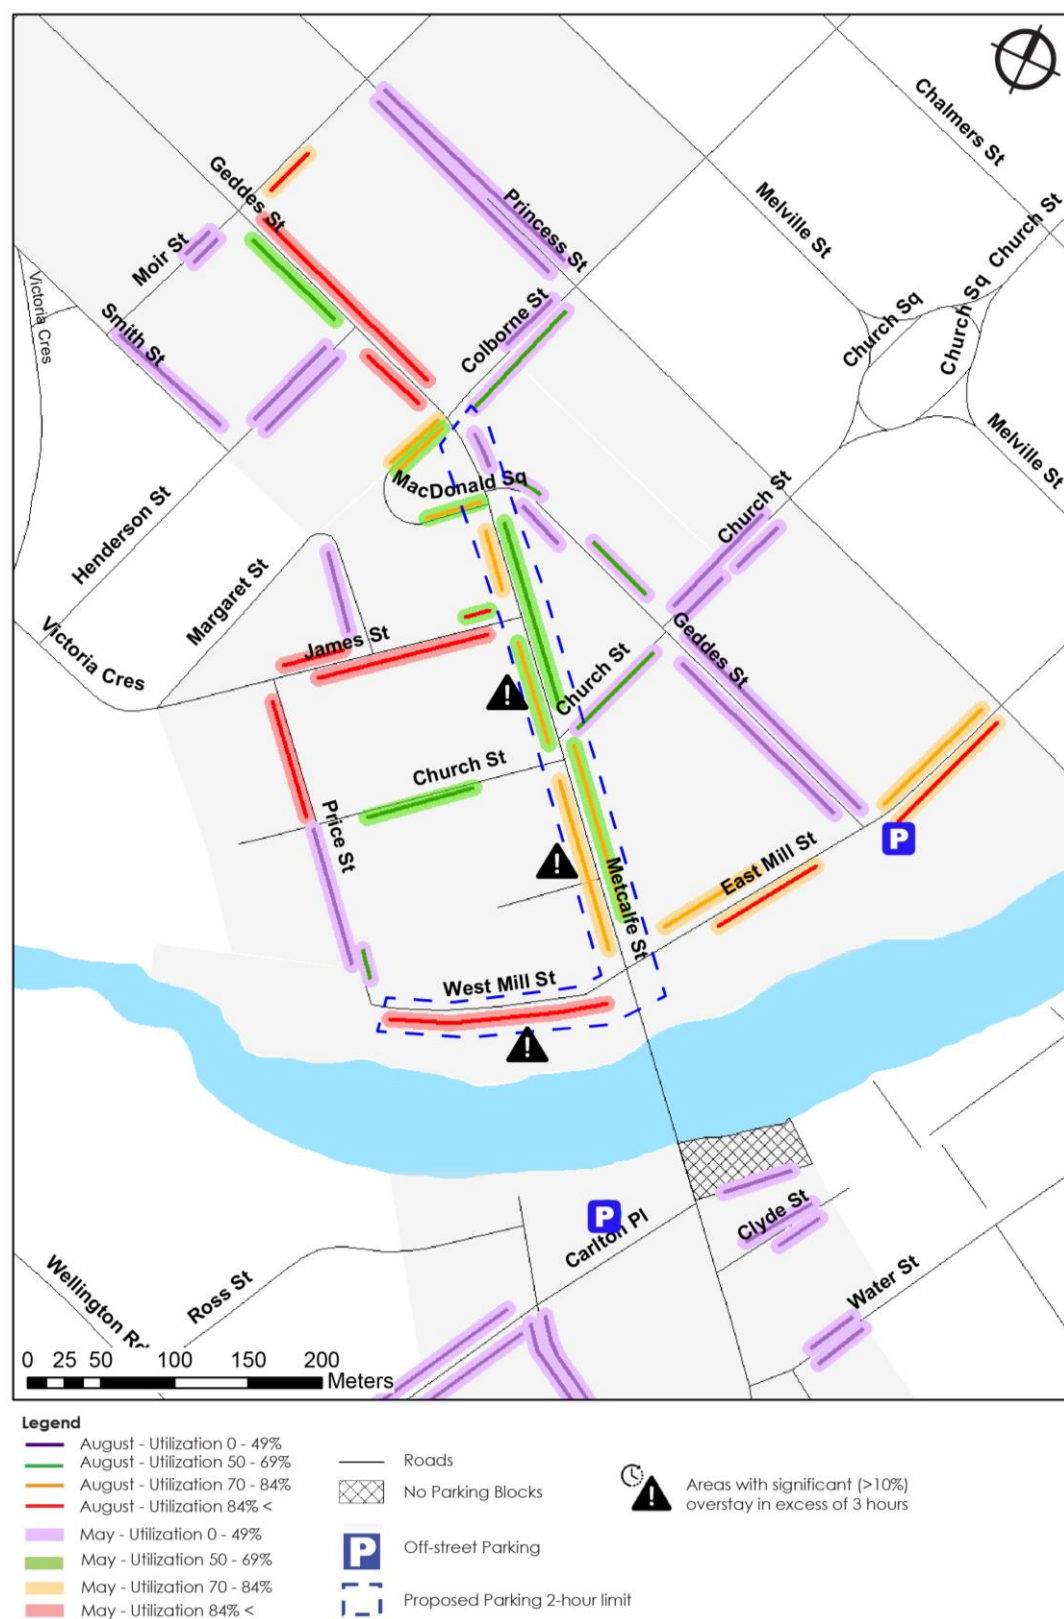 Chalmers St
Geddes St
Princess St
Melville St
Church St
Moir St
Victoria Cres
Smith St
Colborne St
Church Sq
Church Sq
Melville St
MacDonald Sq
Church St
Henderson St
Margaret St
Victoria Cres
James St
Geddes St
Church St
Church St
Price St
East Mill St
P
Metcalfe St
West Mill St
P
Carlton Pl
Clyde St
Water St
Ross St
Wellington Rd
0 25 50 100 150 200
Meters
Legend
August - Utilization 0 - 49%
August - Utilization 50 - 69%
August - Utilization 70 - 84%
August - Utilization 84% <
May - Utilization 0 - 49%
May - Utilization 50 - 69%
May - Utilization 70 - 84%
May - Utilization 84% <
Roads
No Parking Blocks
P
Off-street Parking
Proposed Parking 2-hour limit
Areas with significant (>10%)
overstay in excess of 3 hours